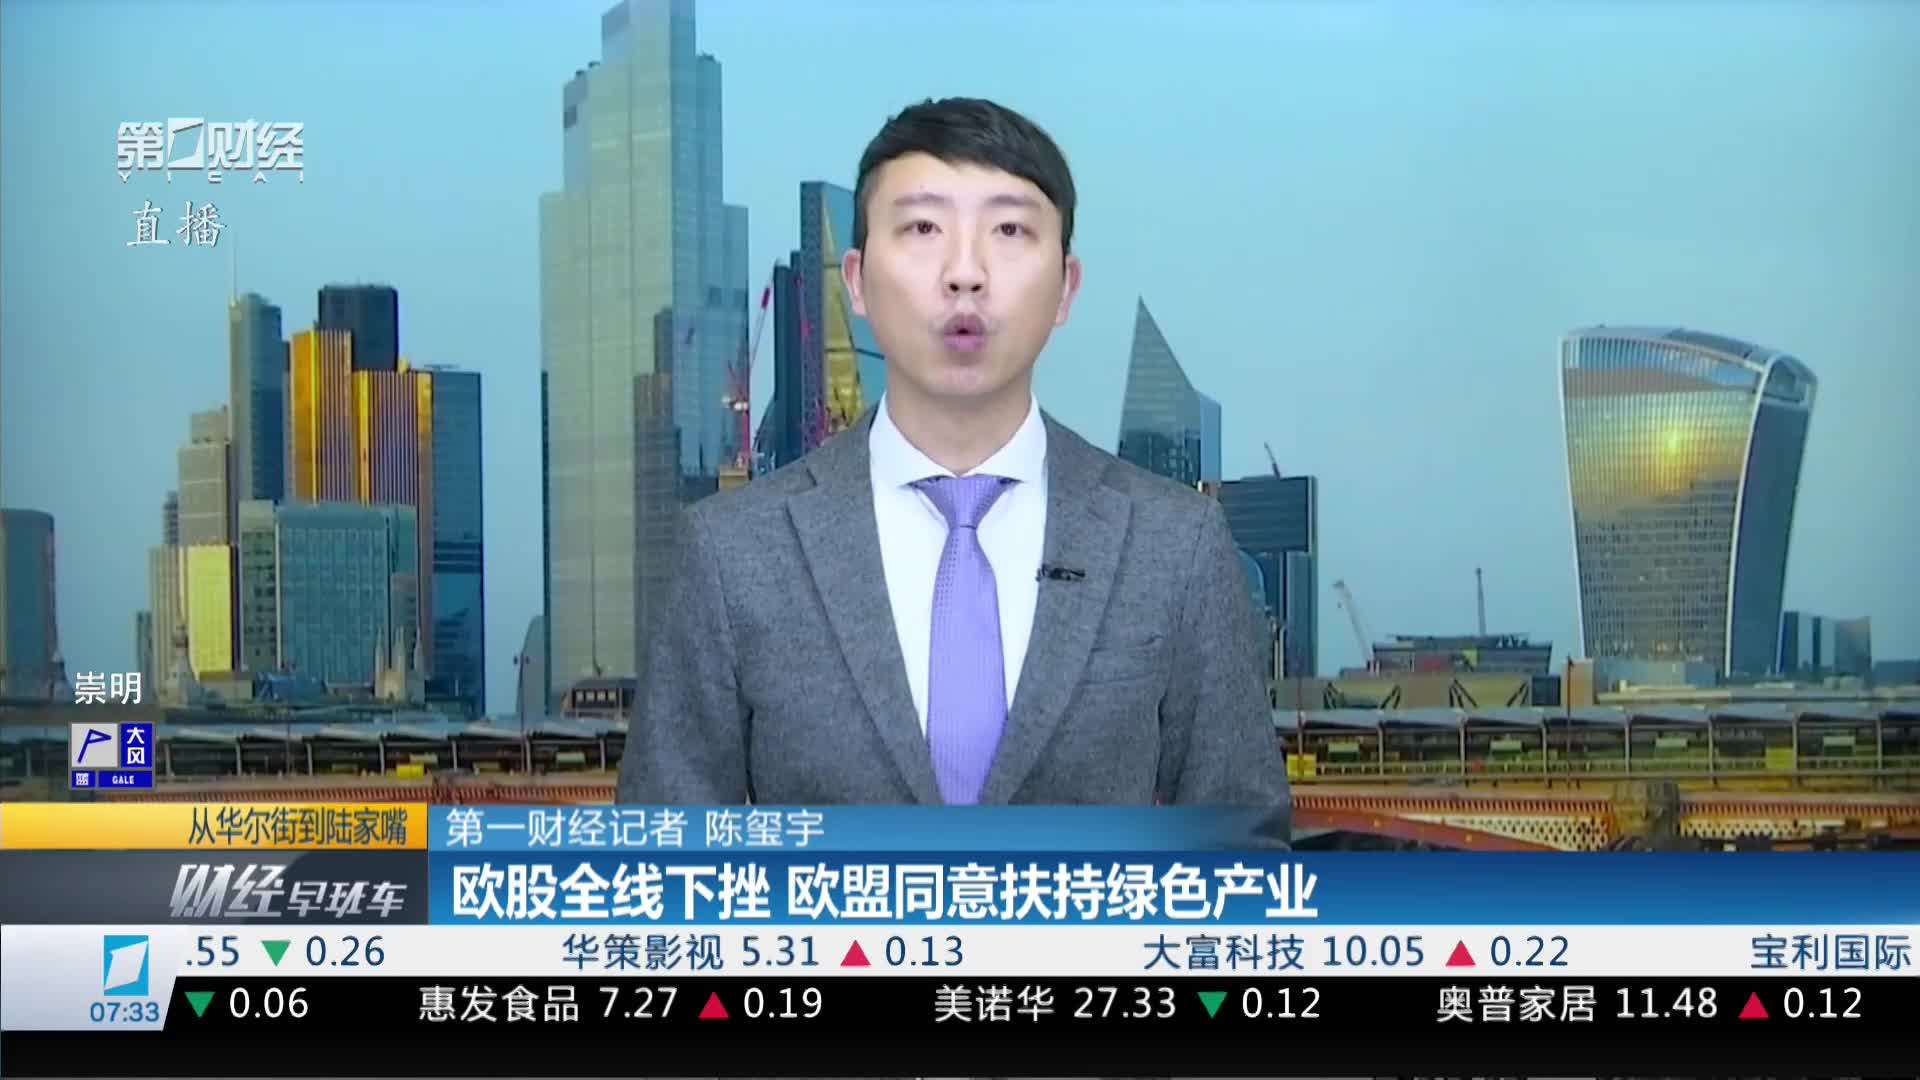 第一财经
YICAI
直播
崇明
大风
蓝 GALE
从华尔街到陆家嘴
第一财经记者 陈玺宇
财经早班车
欧股全线下挫 欧盟同意扶持绿色产业
.55 ▼ 0.26 华策影视 5.31 ▲ 0.13 大富科技 10.05 ▲ 0.22 宝利国际
07:33
▼ 0.06 惠发食品 7.27 ▲ 0.19 美诺华 27.33 ▼ 0.12 奥普家居 11.48 ▲ 0.12